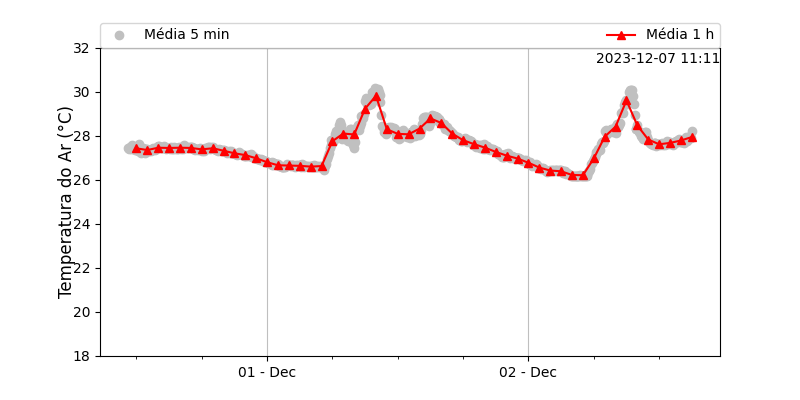 Média 5 min
Média 1 h
2023-12-07 11:11
Temperatura do Ar (°C)
32
30
28
26
24
22
20
18
01 - Dec
02 - Dec